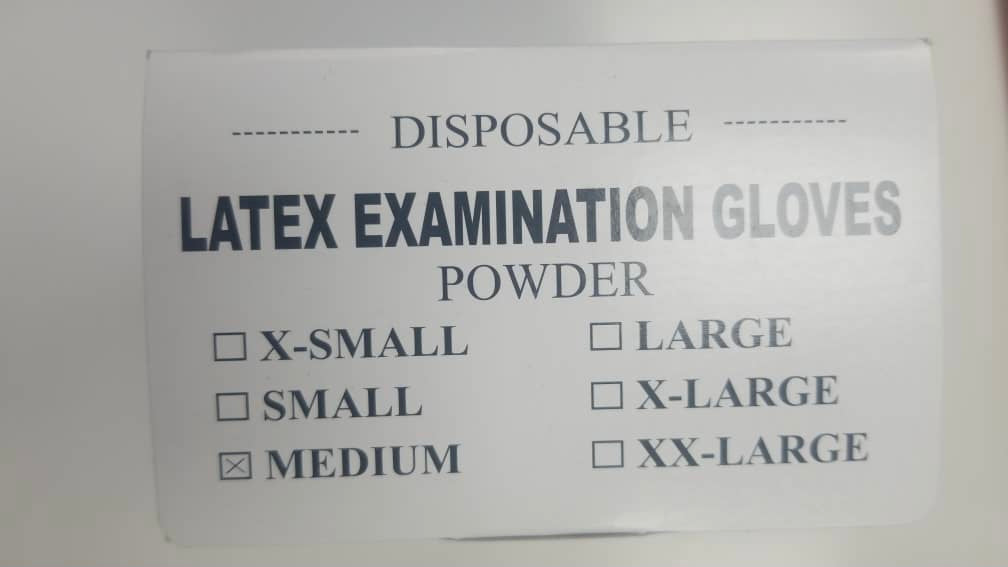 ----------- DISPOSABLE -----------
LATEX EXAMINATION GLOVES
POWDER
☐ X-SMALL
☐ SMALL
☒ MEDIUM
☐ LARGE
☐ X-LARGE
☐ XX-LARGE